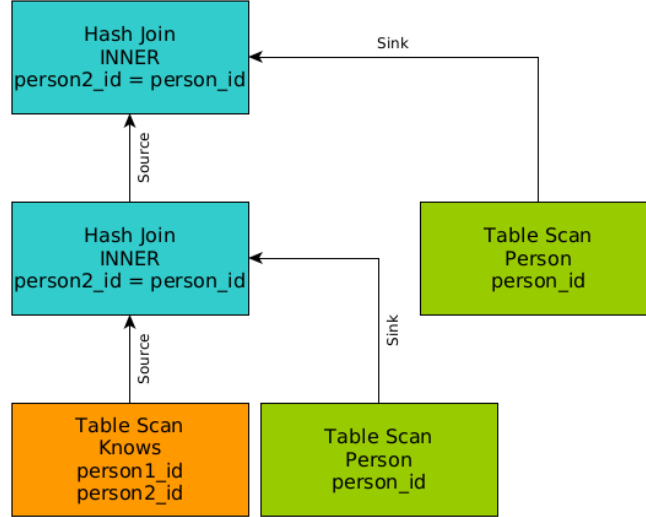 Hash Join
INNER
person2_id = person_id
Sink
Source
Hash Join
INNER
person2_id = person_id
Table Scan
Person
person_id
Sink
Source
Table Scan
Knows
person1_id
person2_id
Table Scan
Person
person_id